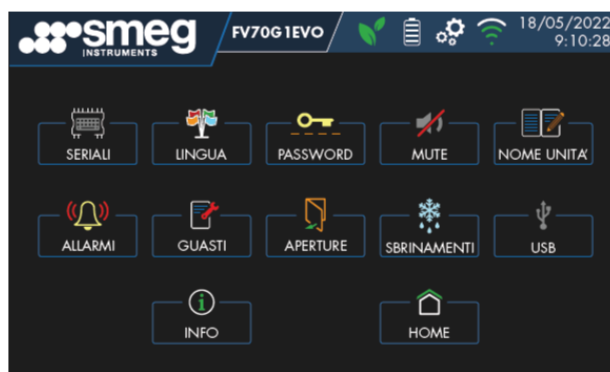 smeg
INSTRUMENTS
FV70G1EVO
18/05/2022
9:10:28
SERIALI
LINGUA
PASSWORD
MUTE
NOME UNITA'
ALLARMI
GUASTI
APERTURE
SBRINAMENTI
USB
INFO
HOME